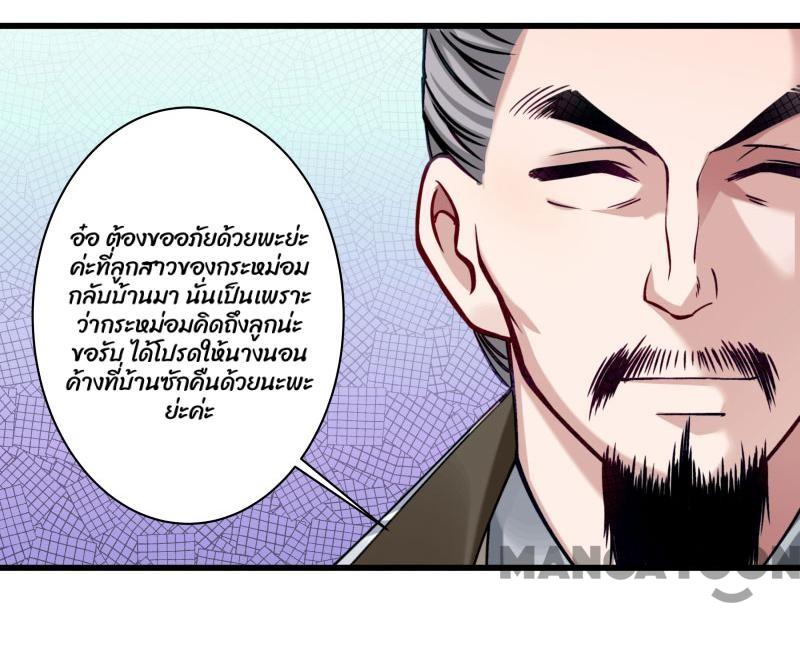 อ๋อ ต้องขออภัยด้วยพะย่ะ
ค่ะที่ลูกสาวของกระหม่อม
กลับบ้านมา นั่นเป็นเพราะ
ว่ากระหม่อมคิดถึงลูกน่ะ
ขอรับ ได้โปรดให้นางนอน
ค้างที่บ้านซักคืนด้วยนะพะ
ย่ะค่ะ
MANGATOON